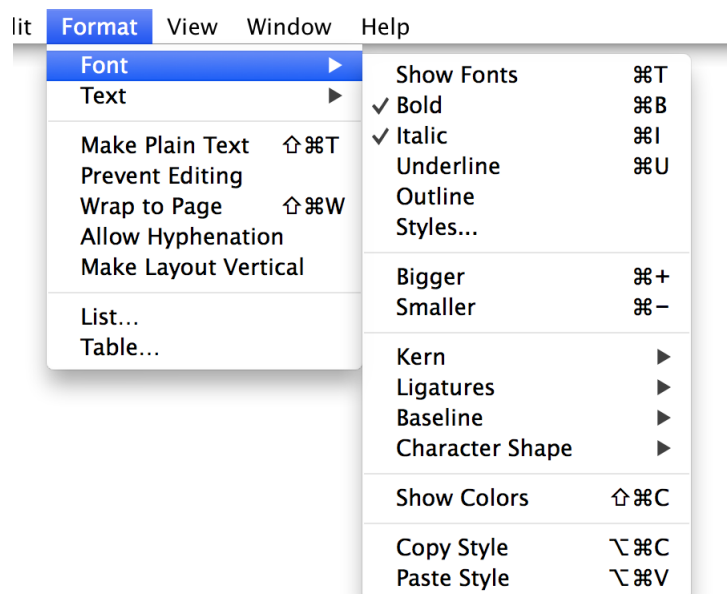 lit Format View Window Help
Font ▶
Text ▶
Make Plain Text ⇧⌘T
Prevent Editing
Wrap to Page ⇧⌘W
Allow Hyphenation
Make Layout Vertical
List...
Table...
Show Fonts ⌘T
✓ Bold ⌘B
✓ Italic ⌘I
Underline ⌘U
Outline
Styles...
Bigger ⌘+
Smaller ⌘−
Kern ▶
Ligatures ▶
Baseline ▶
Character Shape ▶
Show Colors ⇧⌘C
Copy Style ⌥⌘C
Paste Style ⌥⌘V